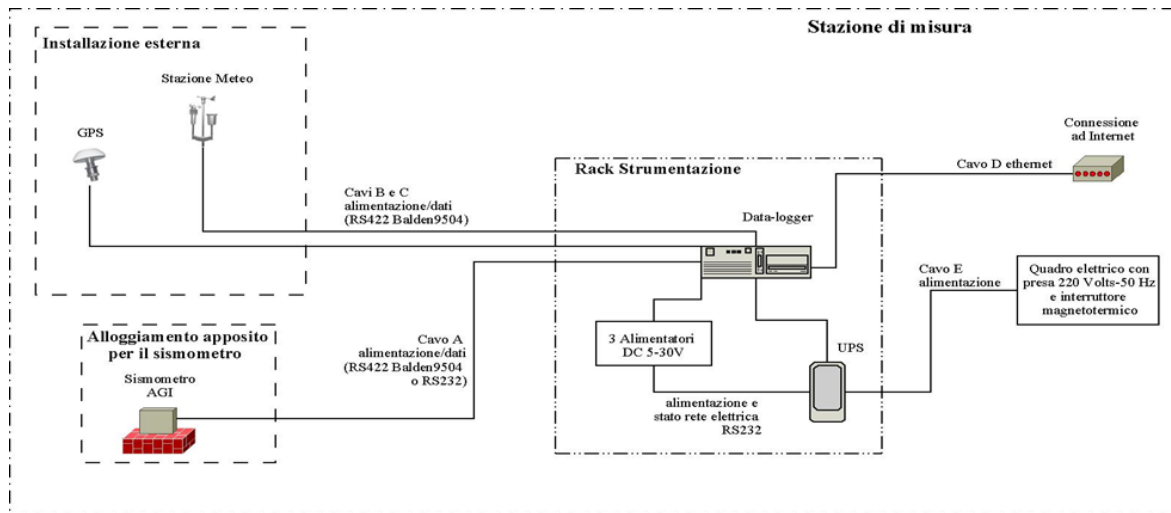 Stazione di misura
Installazione esterna
Stazione Meteo
GPS
Cavi B e C
alimentazione/dati
(RS422 Balden9504)
Rack Strumentazione
Data-logger
Cavo D ethernet
Connessione
ad Internet
Cavo E
alimentazione
Quadro elettrico con
presa 220 Volts-50 Hz
e interruttore
magnetotermico
Alloggiamento apposito
per il sismometro
Sismometro
AGI
Cavo A
alimentazione/dati
(RS422 Balden9504
o RS232)
3 Alimentatori
DC 5-30V
UPS
alimentazione e
stato rete elettrica
RS232